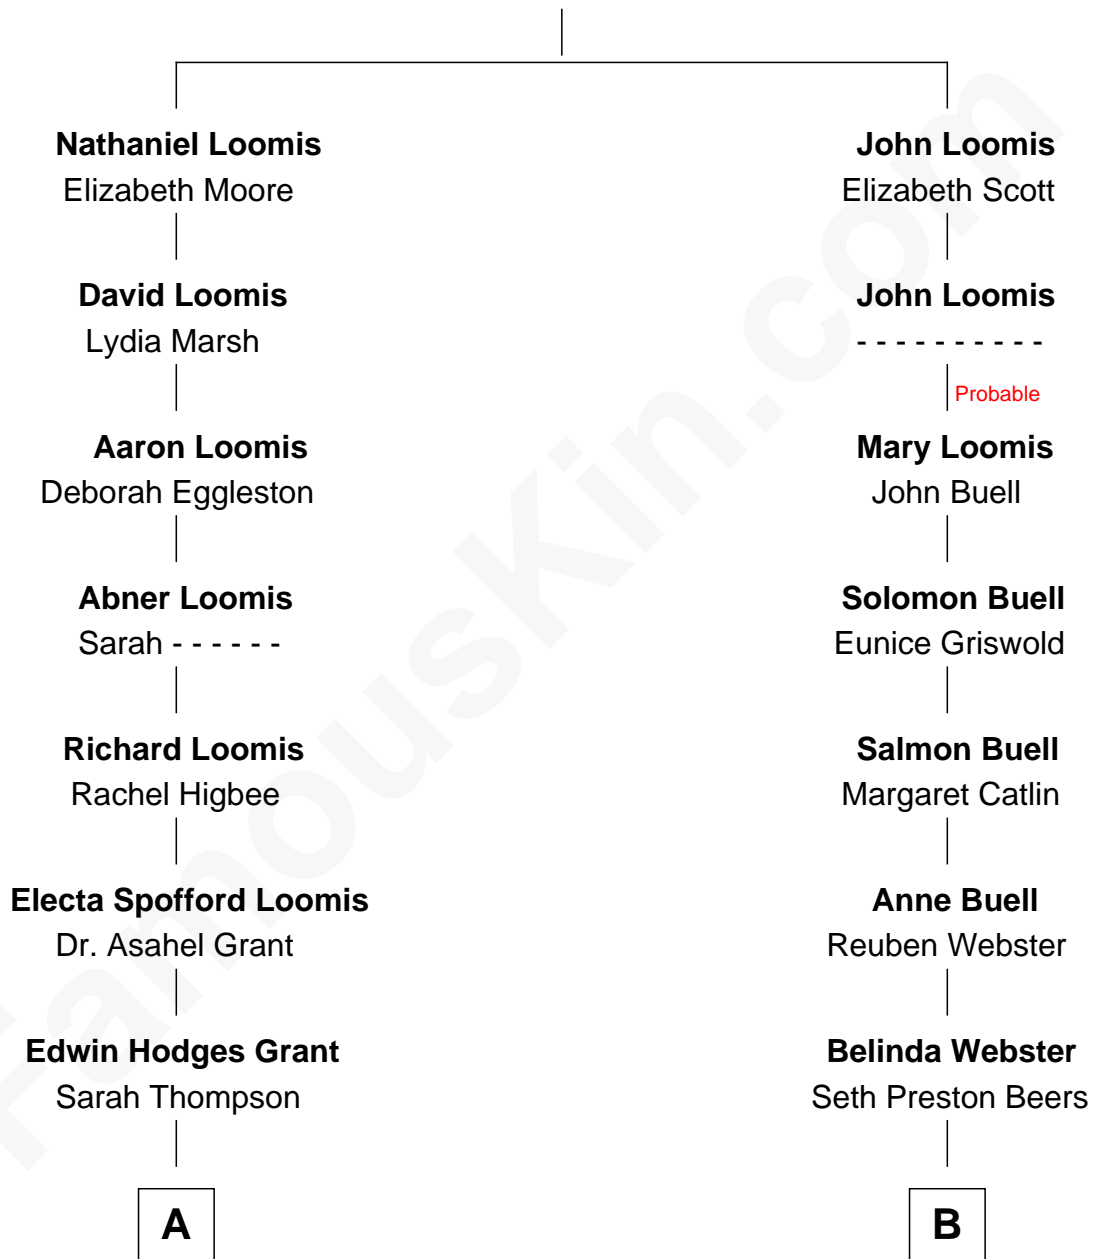 Nathaniel Loomis
Elizabeth Moore
David Loomis
Lydia Marsh
Aaron Loomis
Deborah Eggleston
Abner Loomis
Sarah - - - - - -
Richard Loomis
Rachel Higbee
Electa Spofford Loomis
Dr. Asahel Grant
Edwin Hodges Grant
Sarah Thompson
A
John Loomis
Elizabeth Scott
John Loomis
- - - - - - - - - -
Probable
Mary Loomis
John Buell
Solomon Buell
Eunice Griswold
Salmon Buell
Margaret Catlin
Anne Buell
Reuben Webster
Belinda Webster
Seth Preston Beers
B
FamousKin.com